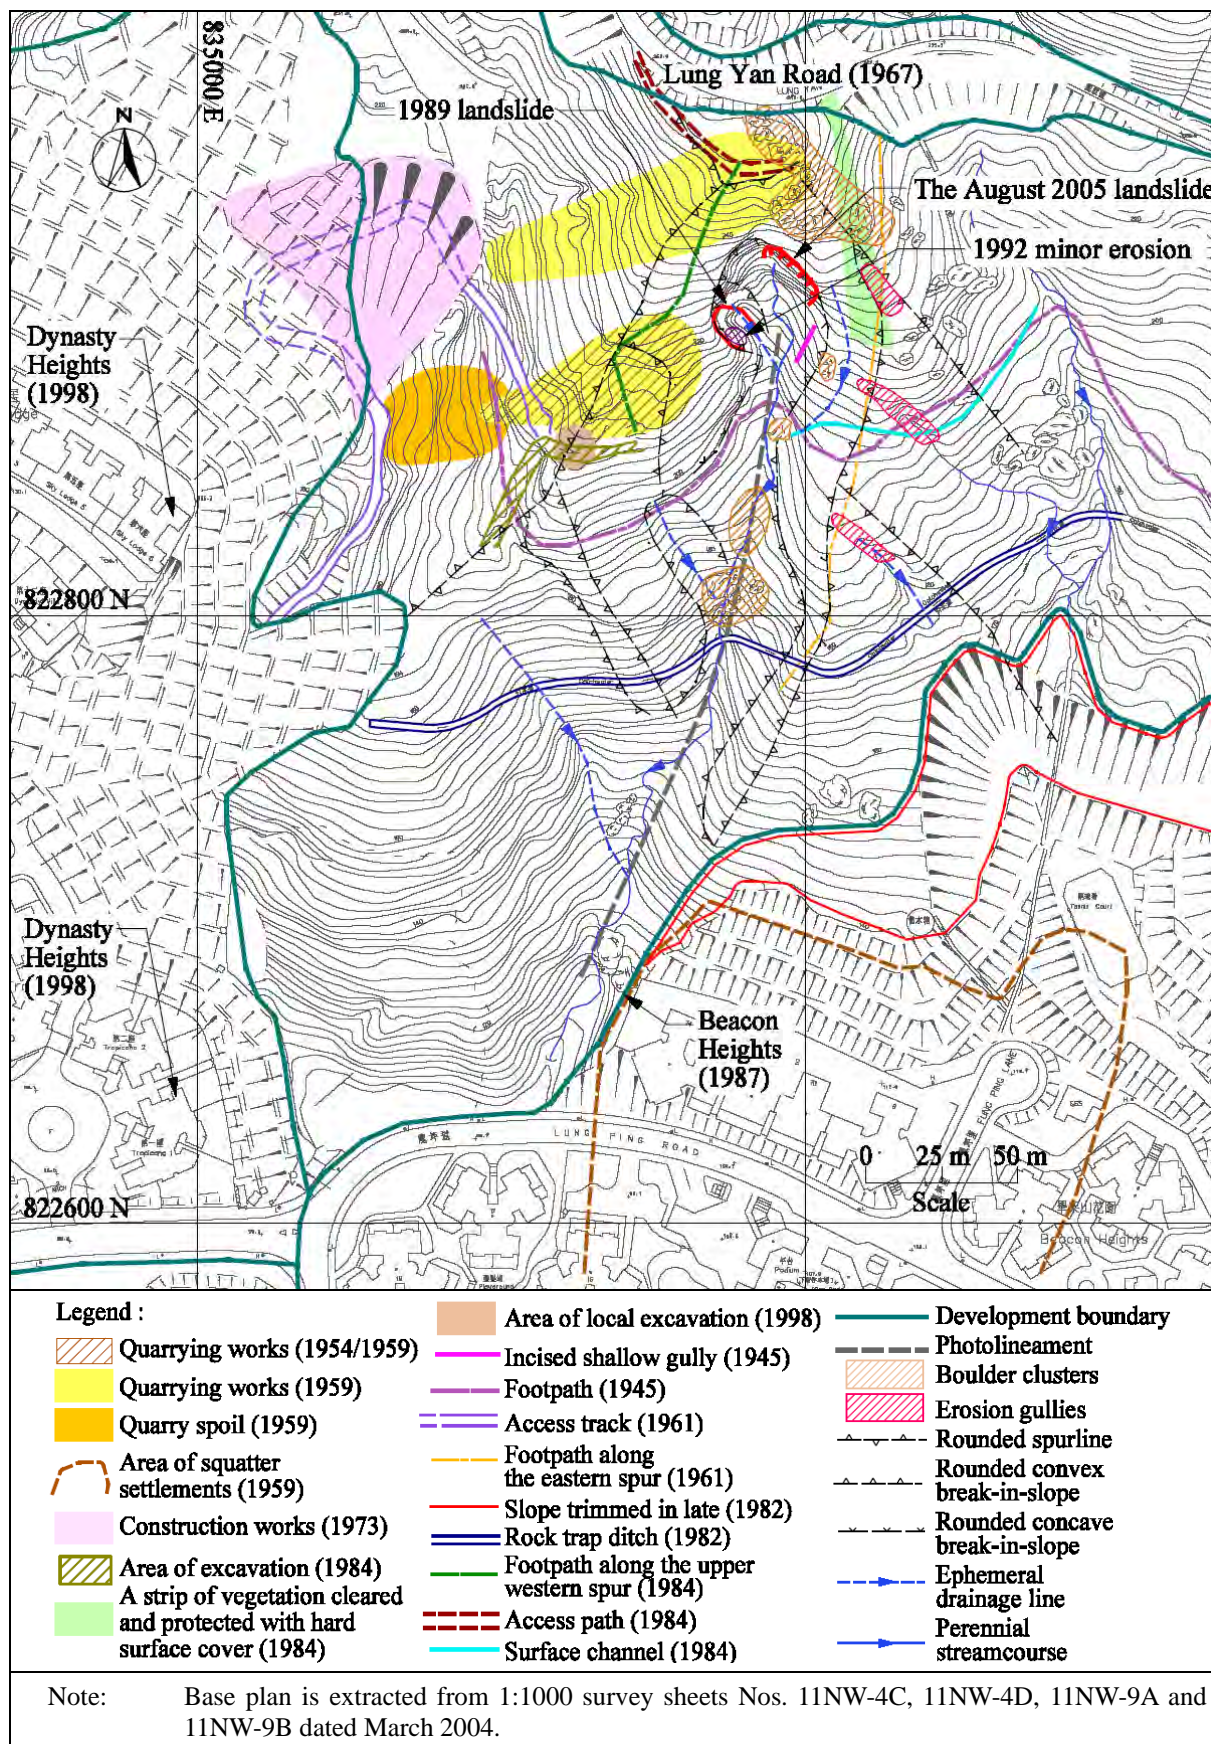 835000/E
N
Lung Yan Road (1967)
1989 landslide
The August 2005 landslide
1992 minor erosion
Dynasty
Heights
(1998)
822800 N
Dynasty
Heights
(1998)
Beacon
Heights
(1987)
LUNG PING ROAD
FUNG PING LANE
0 25 m 50 m
Scale
822600 N
Beacon Heights
Legend :
Quarrying works (1954/1959)
Quarrying works (1959)
Quarry spoil (1959)
Area of squatter
settlements (1959)
Construction works (1973)
Area of excavation (1984)
A strip of vegetation cleared
and protected with hard
surface cover (1984)
Area of local excavation (1998)
Incised shallow gully (1945)
Footpath (1945)
Access track (1961)
Footpath along
the eastern spur (1961)
Slope trimmed in late (1982)
Rock trap ditch (1982)
Footpath along the upper
western spur (1984)
Access path (1984)
Surface channel (1984)
Development boundary
Photolineament
Boulder clusters
Erosion gullies
Rounded spurline
Rounded convex
break-in-slope
Rounded concave
break-in-slope
Ephemeral
drainage line
Perennial
streamcourse
Note: Base plan is extracted from 1:1000 survey sheets Nos. 11NW-4C, 11NW-4D, 11NW-9A and
11NW-9B dated March 2004.